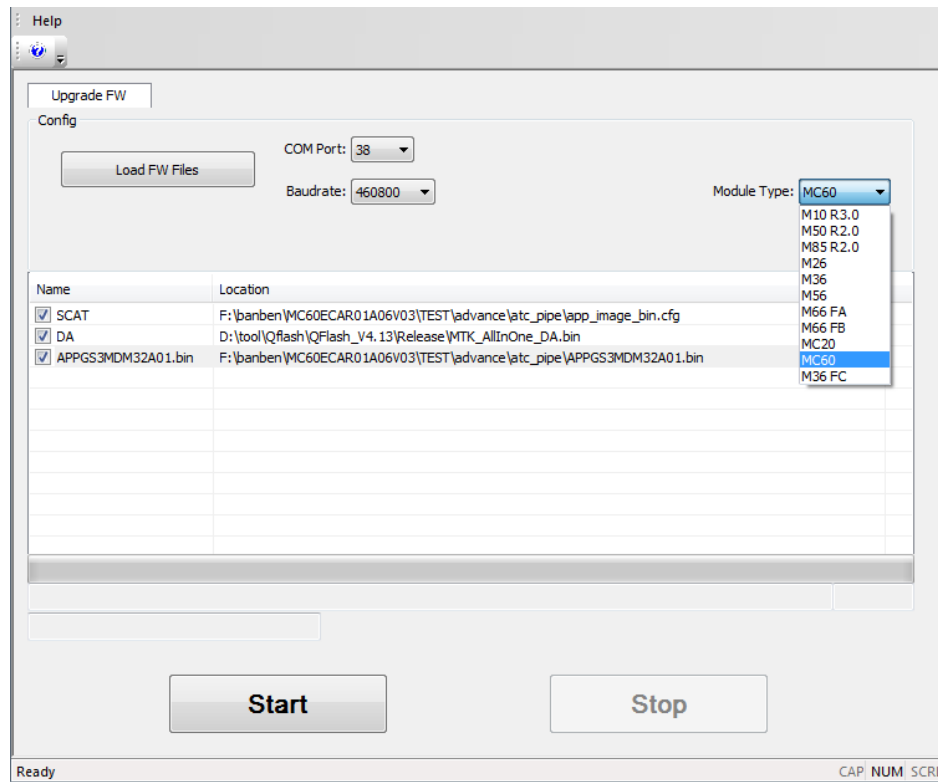 Help
Upgrade FW
Config
Load FW Files
COM Port: 38
Baudrate: 460800
Module Type: MC60
M10 R3.0
M50 R2.0
M85 R2.0
M26
M36
M56
M66 FA
M66 FB
MC20
MC60
M36 FC
Name Location
SCAT F:\banben\MC60ECAR01A06V03\TEST\advance\atc_pipe\app_image_bin.cfg
DA D:\tool\Qflash\QFlash_V4.13\Release\MTK_AllInOne_DA.bin
APPGS3MDM32A01.bin F:\banben\MC60ECAR01A06V03\TEST\advance\atc_pipe\APPGS3MDM32A01.bin
Start Stop
Ready CAP NUM SCRL